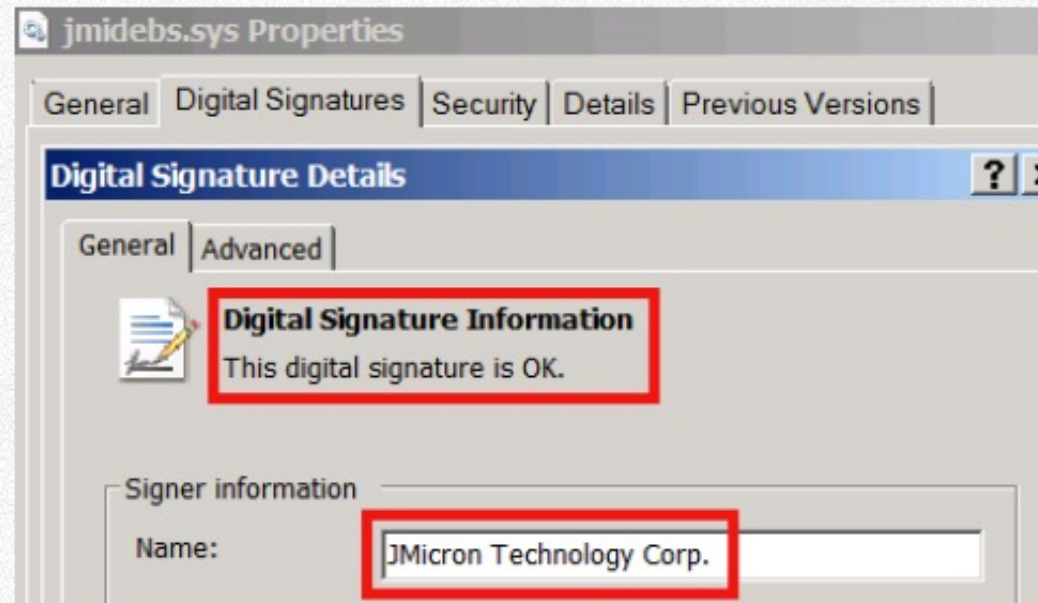 jmidebs.sys Properties
General Digital Signatures Security Details Previous Versions
Digital Signature Details
?
General Advanced
Digital Signature Information
This digital signature is OK.
Signer information
Name: JMicron Technology Corp.